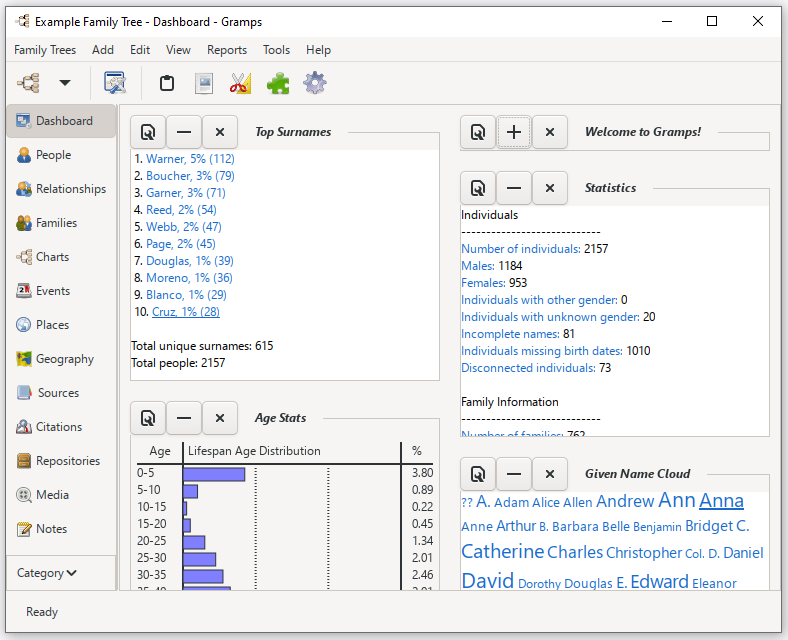 Example Family Tree - Dashboard - Gramps
Family Trees Add Edit View Reports Tools Help
Dashboard
People
Relationships
Families
Charts
Events
Places
Geography
Sources
Citations
Repositories
Media
Notes
Category
Top Surnames
1. Warner, 5% (112)
2. Boucher, 3% (79)
3. Garner, 3% (71)
4. Reed, 2% (54)
5. Webb, 2% (47)
6. Page, 2% (45)
7. Douglas, 1% (39)
8. Moreno, 1% (36)
9. Blanco, 1% (29)
10. Cruz, 1% (28)
Total unique surnames: 615
Total people: 2157
Age Stats
Age Lifespan Age Distribution %
0-5 3.80
5-10 0.89
10-15 0.22
15-20 0.45
20-25 1.34
25-30 2.01
30-35 2.46
Welcome to Gramps!
Statistics
Individuals
----------------------------
Number of individuals: 2157
Males: 1184
Females: 953
Individuals with other gender: 0
Individuals with unknown gender: 20
Incomplete names: 81
Individuals missing birth dates: 1010
Disconnected individuals: 73
Family Information
----------------------------
Number of families: 762
Given Name Cloud
?? A. Adam Alice Allen Andrew Ann Anna
Anne Arthur B. Barbara Belle Benjamin Bridget C.
Catherine Charles Christopher Col. D. Daniel
David Dorothy Douglas E. Edward Eleanor
Ready